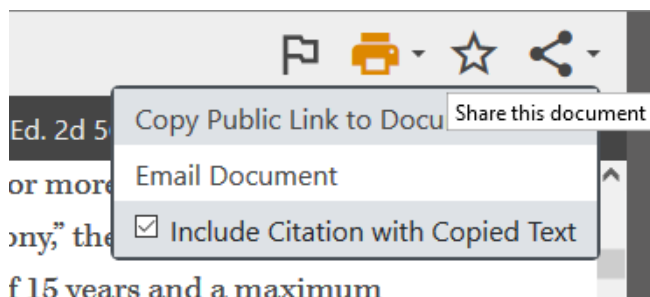 Copy Public Link to Docu
Share this document
Ed. 2d 5
Email Document
or more
Include Citation with Copied Text
ony,” the
f 15 years and a maximum